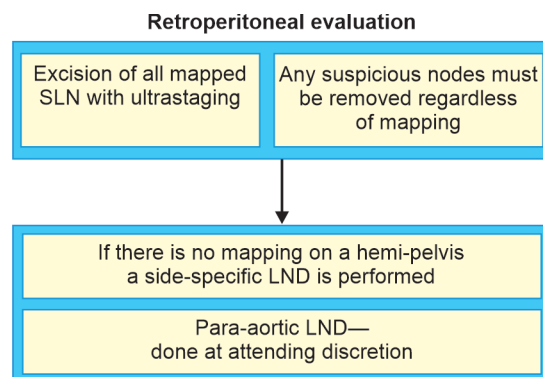 Retroperitoneal evaluation
Excision of all mapped
SLN with ultrastaging
Any suspicious nodes must
be removed regardless
of mapping
If there is no mapping on a hemi-pelvis
a side-specific LND is performed
Para-aortic LND—
done at attending discretion